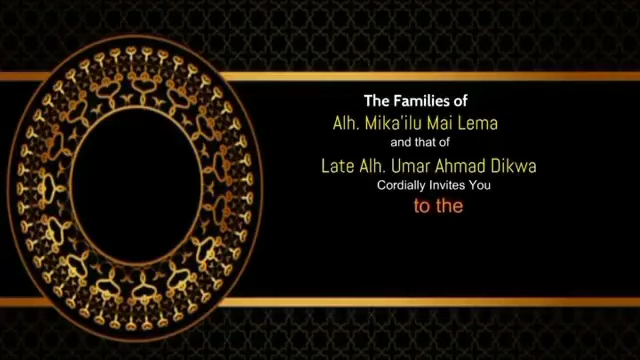 The Families of
Alh. Mika'ilu Mai Lema
and that of
Late Alh. Umar Ahmad Dikwa
Cordially Invites You
to the